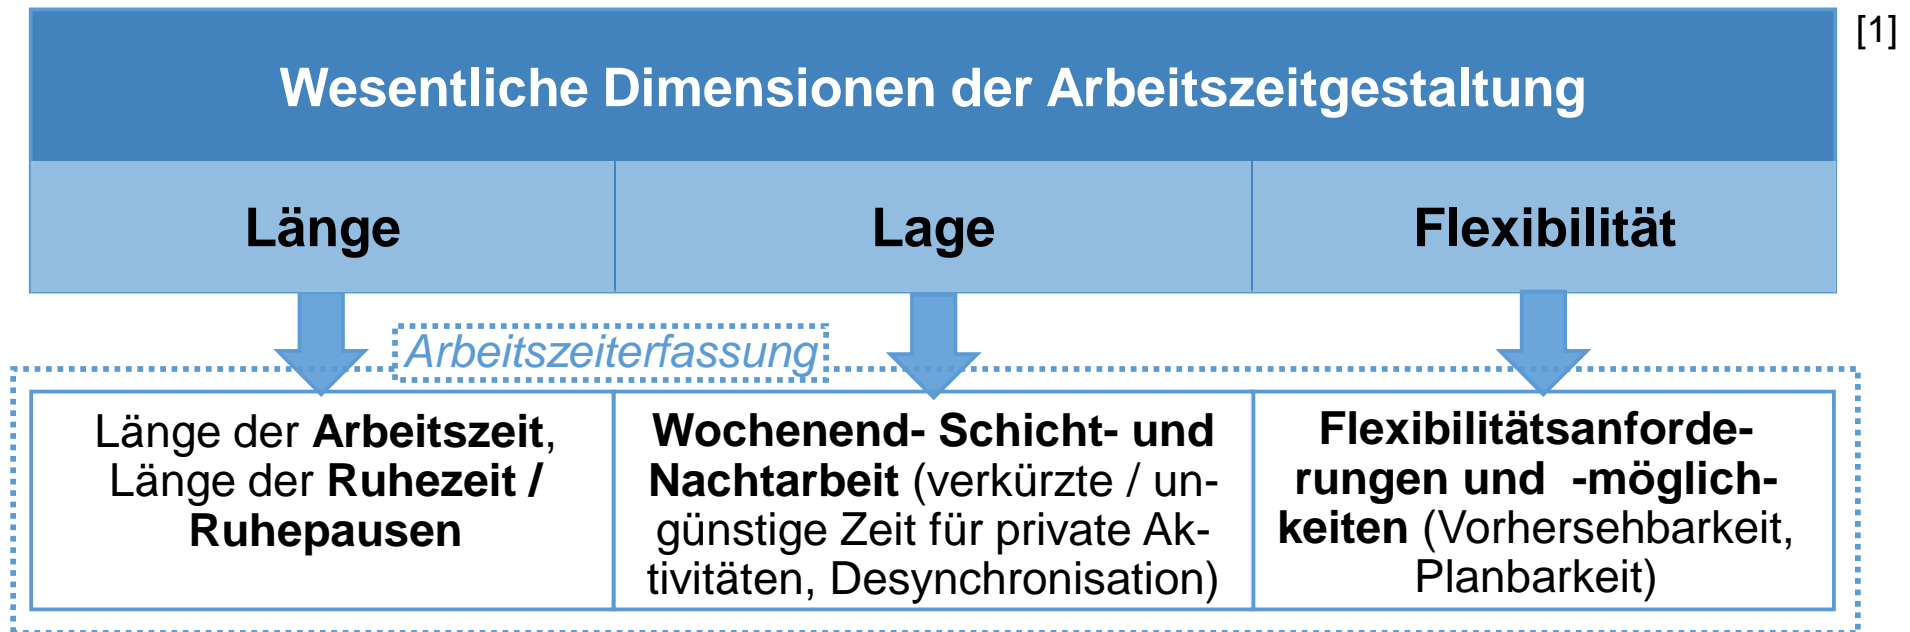 [1]
Wesentliche Dimensionen der Arbeitszeitgestaltung
Länge
Lage
Flexibilität
Arbeitszeiterfassung
Länge der Arbeitszeit,
Länge der Ruhezeit /
Ruhepausen
Wochenend- Schicht- und
Nachtarbeit (verkürzte / un-
günstige Zeit für private Ak-
tivitäten, Desynchronisation)
Flexibilitätsanforde-
rungen und  -möglich-
keiten (Vorhersehbarkeit,
Planbarkeit)